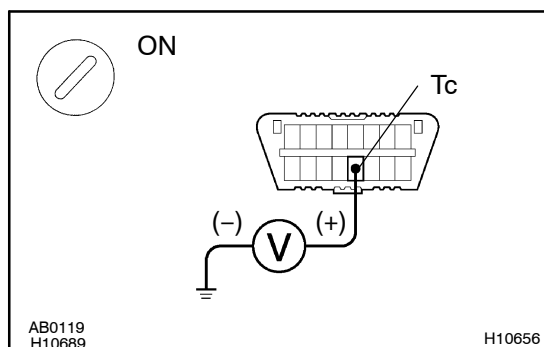 ON
Tc
(−) V (+)
AB0119
H10689
H10656